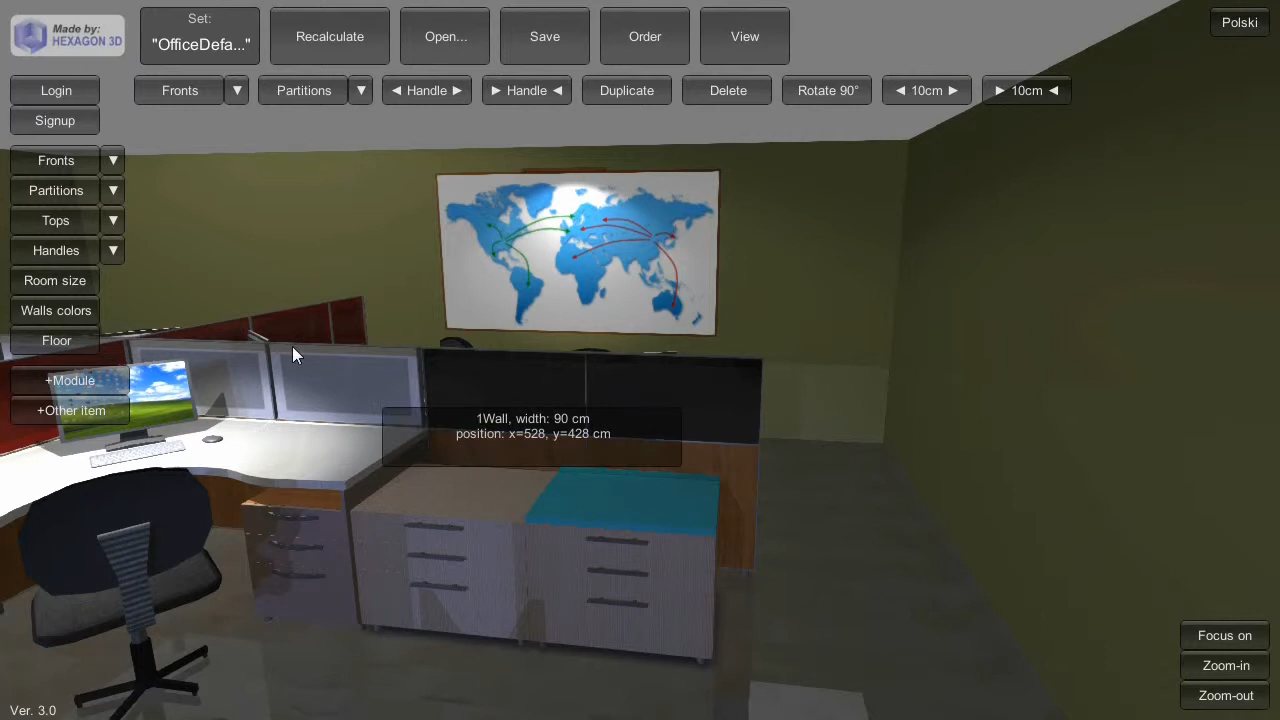 Made by:
HEXAGON 3D
Set:
"OfficeDefa..."
Recalculate
Open...
Save
Order
View
Polski
Login
Signup
Fronts ▼
Partitions ▼
◄ Handle ►
► Handle ◄
Duplicate
Delete
Rotate 90°
◄ 10cm ►
► 10cm ◄
Fronts ▼
Partitions ▼
Tops ▼
Handles ▼
Room size
Walls colors
Floor
+Module
+Other item
1Wall, width: 90 cm
position: x=528, y=428 cm
Focus on
Zoom-in
Zoom-out
Ver. 3.0